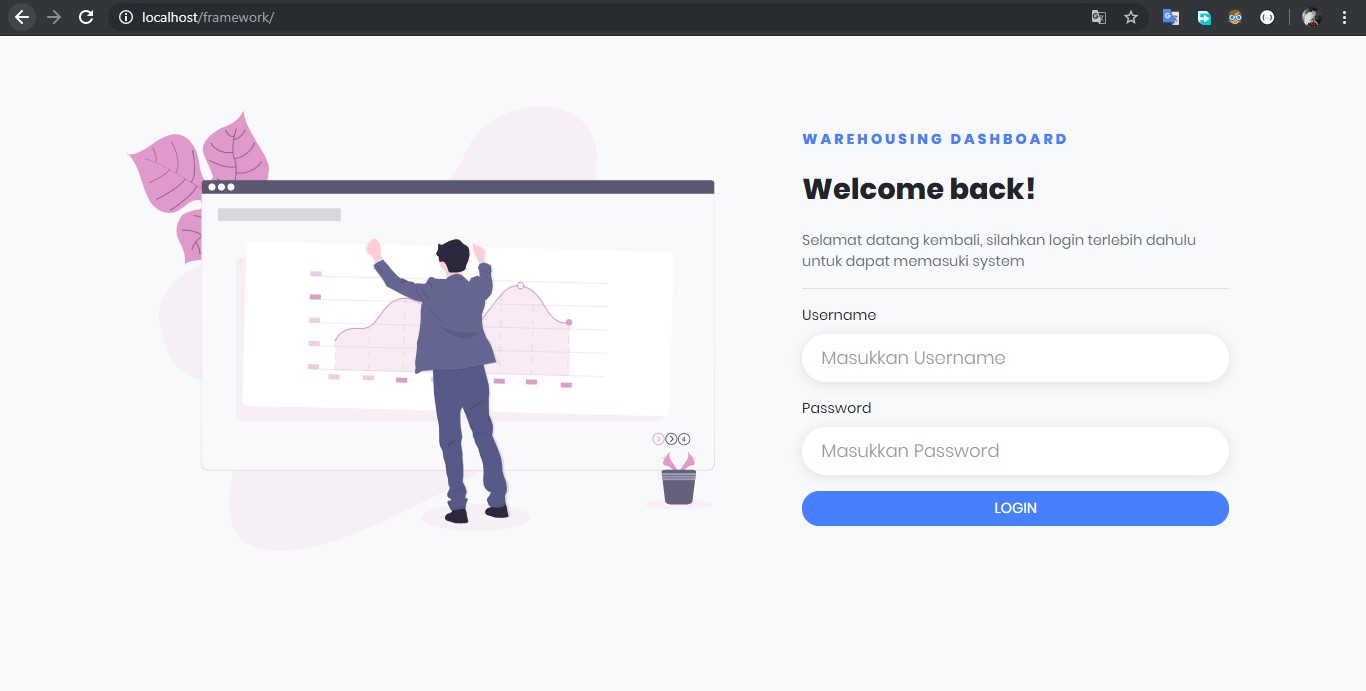 localhost/framework/
WAREHOUSING DASHBOARD
Welcome back!
Selamat datang kembali, silahkan login terlebih dahulu
untuk dapat memasuki system
Username
Masukkan Username
Password
Masukkan Password
LOGIN
4